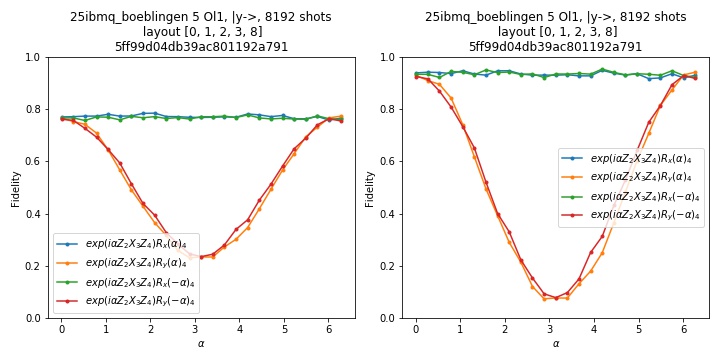 25ibmq_boeblingen 5 Ol1, |y->, 8192 shots
layout [0, 1, 2, 3, 8]
5ff99d04db39ac801192a791
1.0
0.8
0.6
0.4
0.2
0.0
Fidelity
exp(iαZ₂X₃Z₄)Rₓ(α)₄
exp(iαZ₂X₃Z₄)Rᵧ(α)₄
exp(iαZ₂X₃Z₄)Rₓ(−α)₄
exp(iαZ₂X₃Z₄)Rᵧ(−α)₄
0 1 2 3 4 5 6
α
25ibmq_boeblingen 5 Ol1, |y->, 8192 shots
layout [0, 1, 2, 3, 8]
5ff99d04db39ac801192a791
1.0
0.8
0.6
0.4
0.2
0.0
Fidelity
exp(iαZ₂X₃Z₄)Rₓ(α)₄
exp(iαZ₂X₃Z₄)Rᵧ(α)₄
exp(iαZ₂X₃Z₄)Rₓ(−α)₄
exp(iαZ₂X₃Z₄)Rᵧ(−α)₄
0 1 2 3 4 5 6
α